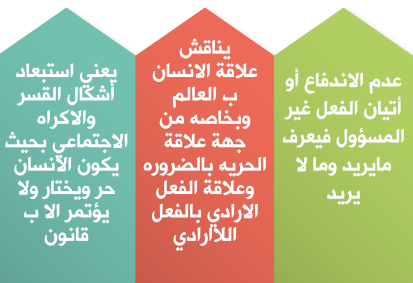 عدم الاندفاع أو
أتيان الفعل غير
المسؤول فيعرف
مايريد وما لا
يريد
يناقش
علاقة الانسان
ب العالم
وبخاصه من
جهة علاقة
الحريه بالضروره
وعلاقة الفعل
الارادي بالفعل
اللاارادي
يعني استبعاد
أشكال القسر
والاكراه
الاجتماعي بحيث
يكون الآنسان
حر ويختار ولا
يؤتمر الا ب
قانون